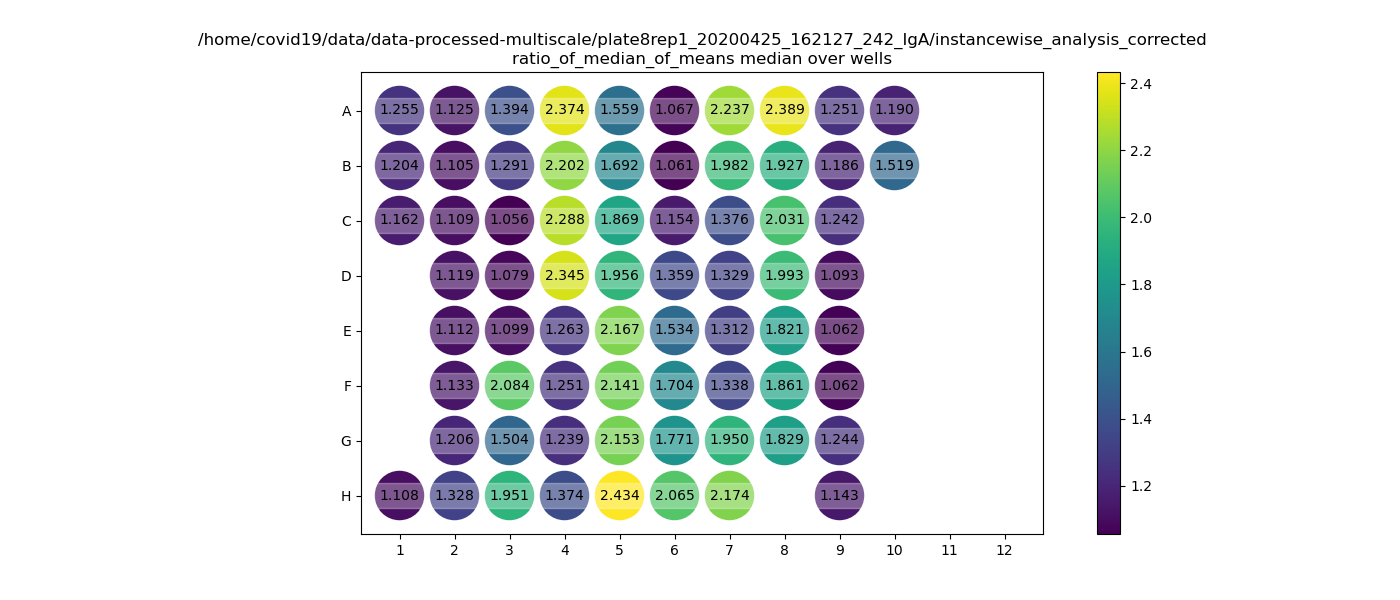 /home/covid19/data/data-processed-multiscale/plate8rep1_20200425_162127_242_IgA/instancewise_analysis_corrected
ratio_of_median_of_means median over wells
A 1.255 1.125 1.394 2.374 1.559 1.067 2.237 2.389 1.251 1.190
B 1.204 1.105 1.291 2.202 1.692 1.061 1.982 1.927 1.186 1.519
C 1.162 1.109 1.056 2.288 1.869 1.154 1.376 2.031 1.242
D 1.119 1.079 2.345 1.956 1.359 1.329 1.993 1.093
E 1.112 1.099 1.263 2.167 1.534 1.312 1.821 1.062
F 1.133 2.084 1.251 2.141 1.704 1.338 1.861 1.062
G 1.206 1.504 1.239 2.153 1.771 1.950 1.829 1.244
H 1.108 1.328 1.951 1.374 2.434 2.065 2.174 1.143
1 2 3 4 5 6 7 8 9 10 11 12
2.4
2.2
2.0
1.8
1.6
1.4
1.2